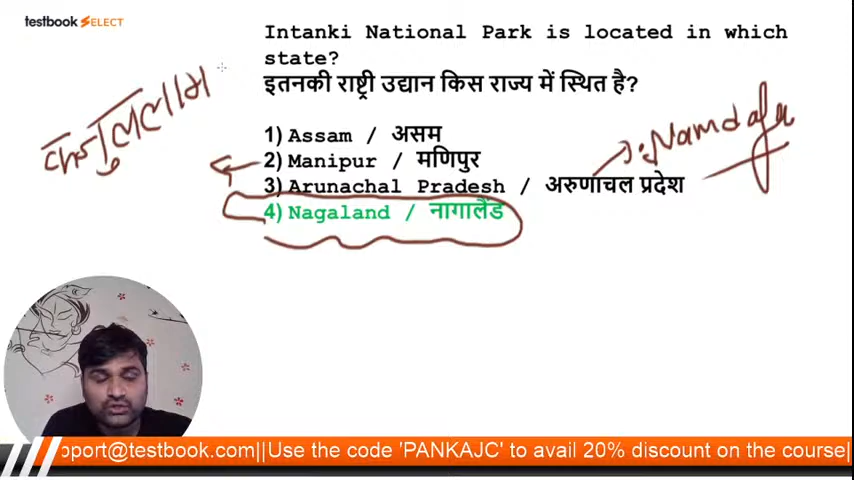 testbook SELECT
Intanki National Park is located in which
state?
इतनकी राष्ट्री उद्यान किस राज्य में स्थित है?
1) Assam / असम
2) Manipur / मणिपुर
3) Arunachal Pradesh / अरुणाचल प्रदेश
4) Nagaland / नागालैंड
Namdafa
pport@testbook.com||Use the code 'PANKAJC' to avail 20% discount on the course|